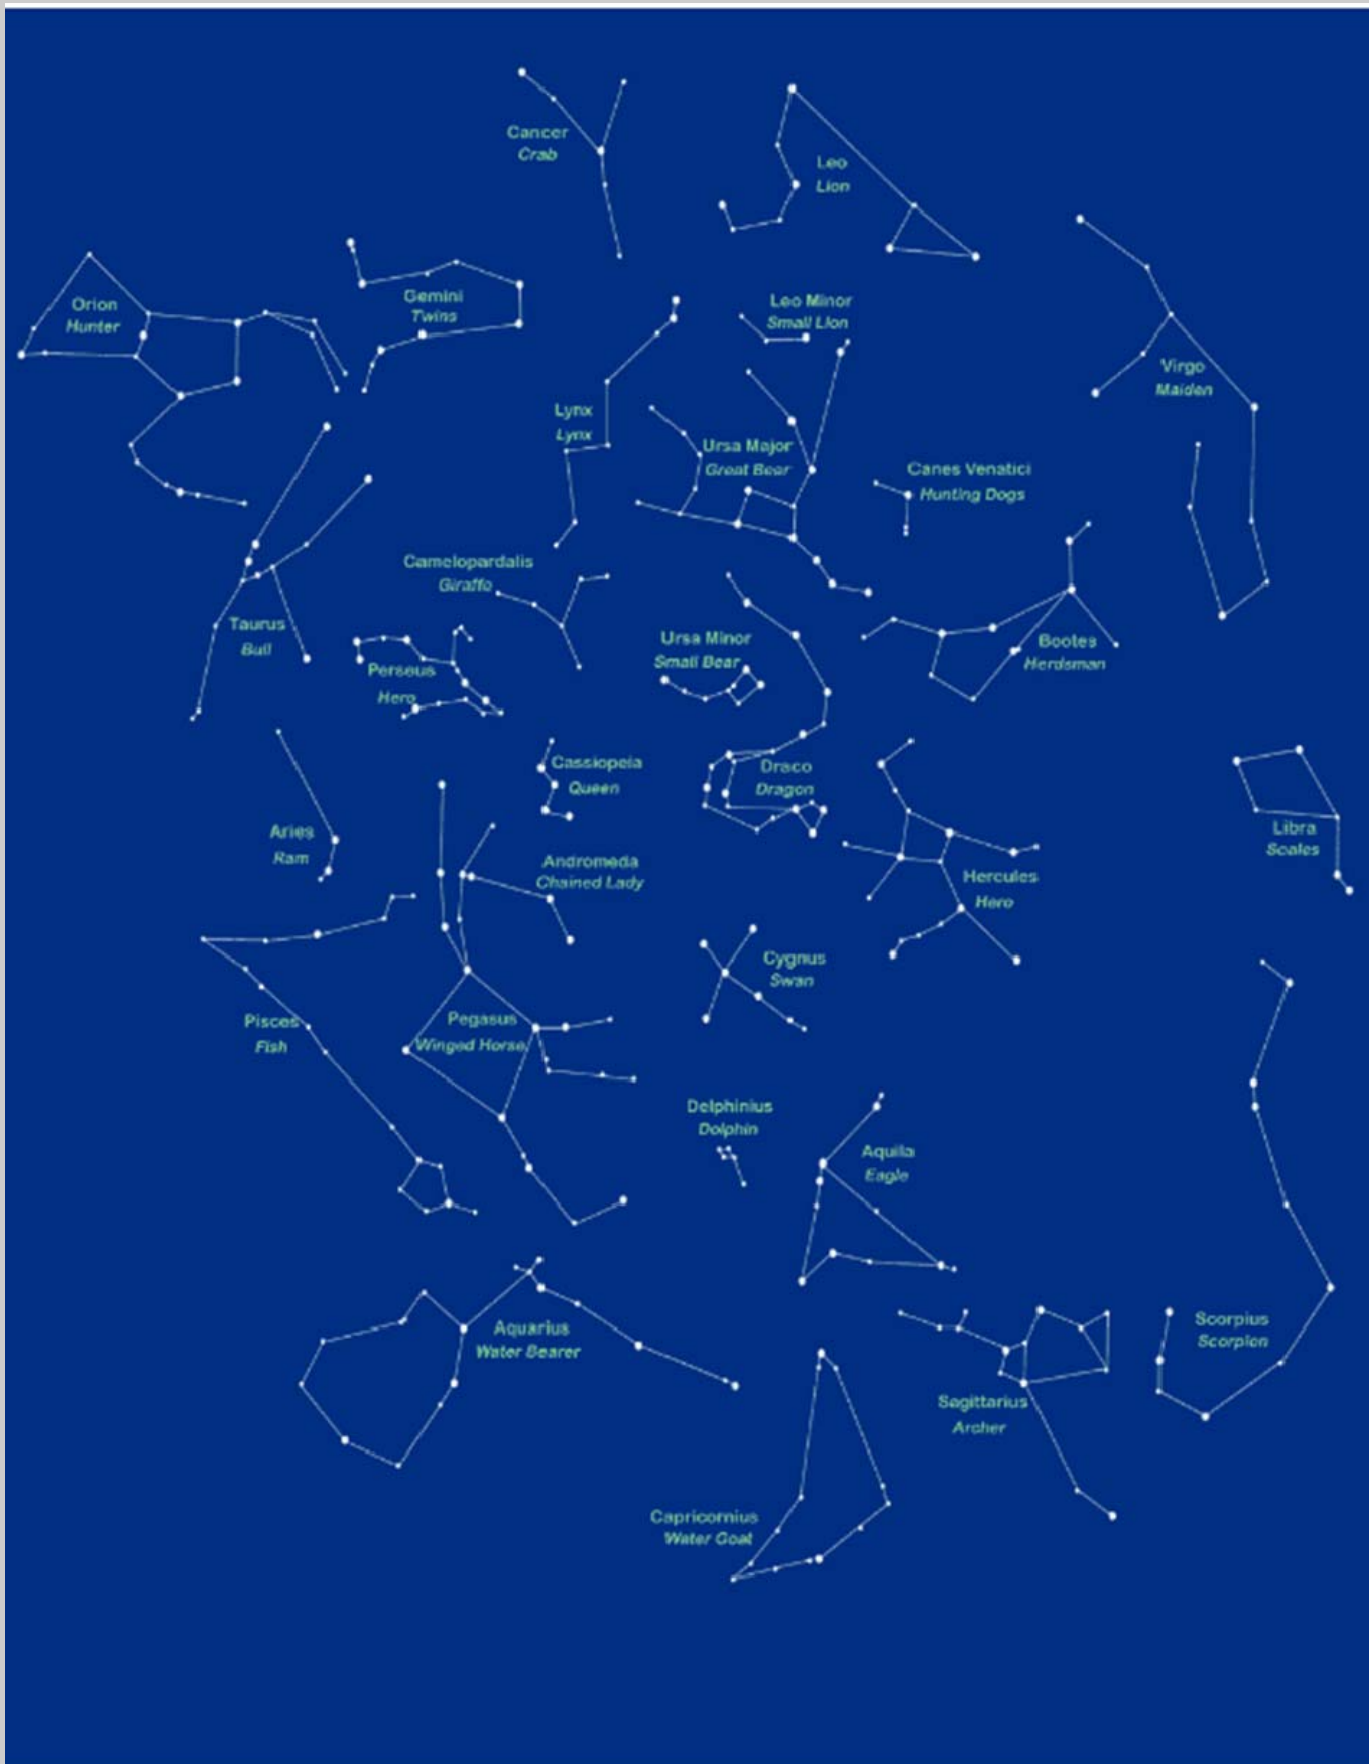 Cancer
Crab
Leo
Lion
Orion
Hunter
Gemini
Twins
Leo Minor
Small Lion
Virgo
Maiden
Lynx
Lynx
Ursa Major
Great Bear
Canes Venatici
Hunting Dogs
Camelopardalis
Giraffe
Taurus
Bull
Perseus
Hero
Ursa Minor
Small Bear
Bootes
Herdsman
Cassiopeia
Queen
Draco
Dragon
Aries
Ram
Libra
Scales
Andromeda
Chained Lady
Hercules
Hero
Cygnus
Swan
Pisces
Fish
Pegasus
Winged Horse
Delphinius
Dolphin
Aquila
Eagle
Aquarius
Water Bearer
Scorpius
Scorpion
Sagittarius
Archer
Capricornius
Water Goat